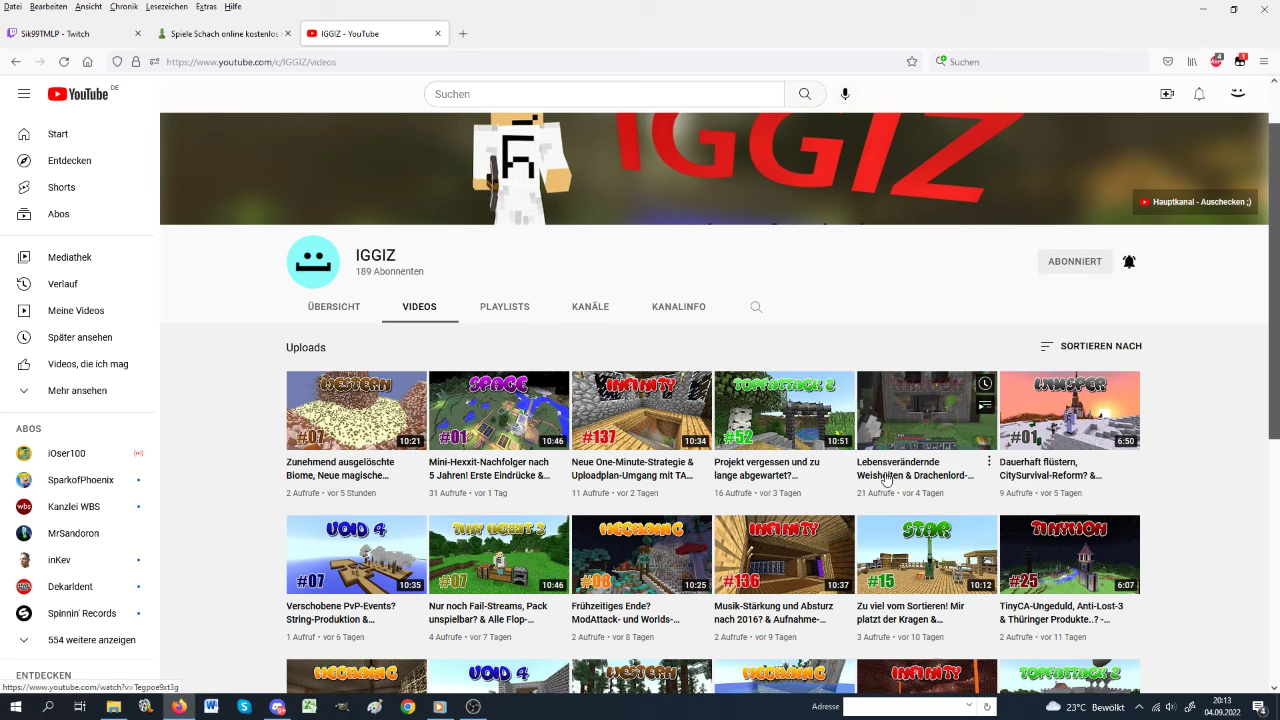 Datei Bearbeiten Ansicht Chronik Lesezeichen Extras Hilfe
Sik99TMLP - Twitch
Spiele Schach online kostenlos
IGGIZ - YouTube
https://www.youtube.com/c/IGGIZ/videos
Suchen
YouTube DE
Suchen
Start
Entdecken
Shorts
Abos
Mediathek
Verlauf
Meine Videos
Später ansehen
Videos, die ich mag
Mehr ansehen
ABOS
iOser100
SparkofPhoenix
Kanzlei WBS
MrSandoron
inKev
DekarIdent
Spinnin' Records
554 weitere anzeigen
ENTDECKEN
IGGIZ
Hauptkanal - Auschecken ;)
IGGIZ
189 Abonnenten
ABONNIERT
ÜBERSICHT VIDEOS PLAYLISTS KANÄLE KANALINFO
Uploads
SORTIEREN NACH
WESTERN
#07
10:21
Zunehmend ausgelöschte
Biome, Neue magische...
2 Aufrufe • vor 5 Stunden
SPACE
#01
10:46
Mini-Hexxit-Nachfolger nach
5 Jahren! Erste Eindrücke &...
31 Aufrufe • vor 1 Tag
INFINITY
#137
10:34
Neue One-Minute-Strategie &
Uploadplan-Umgang mit TA...
11 Aufrufe • vor 2 Tagen
TOPFATTACK 2
#52
10:51
Projekt vergessen und zu
lange abgewartet?...
16 Aufrufe • vor 3 Tagen
Lebensverändernde
Weisheiten & Drachenlord-...
21 Aufrufe • vor 4 Tagen
WHISPER
#01
6:50
Dauerhaft flüstern,
CitySurvival-Reform? &...
9 Aufrufe • vor 5 Tagen
VOID 4
#07
10:35
Verschobene PvP-Events?
String-Produktion &...
1 Aufruf • vor 6 Tagen
TINY HEXIT 3
#07
10:46
Nur noch Fail-Streams, Pack
unspielbar? & Alle Flop-...
4 Aufrufe • vor 7 Tagen
MECHANIC
#08
10:25
Frühzeitiges Ende?
ModAttack- und Worlds-...
2 Aufrufe • vor 8 Tagen
INFINITY
#136
10:37
Musik-Stärkung und Absturz
nach 2016? & Aufnahme-...
2 Aufrufe • vor 9 Tagen
STAR
#15
10:12
Zu viel vom Sortieren! Mir
platzt der Kragen &...
3 Aufrufe • vor 10 Tagen
TINYMON
#25
6:07
TinyCA-Ungeduld, Anti-Lost-3
& Thüringer Produkte..? -...
2 Aufrufe • vor 11 Tagen
MECHANIC
VOID 4
WESTERN
MECHANIC
INFINITY
TOPFATTACK 2
https://www.youtube.com/watch?v=Tegpoe9xt3g
Adresse
23°C Bewölkt
20:13
04.09.2022